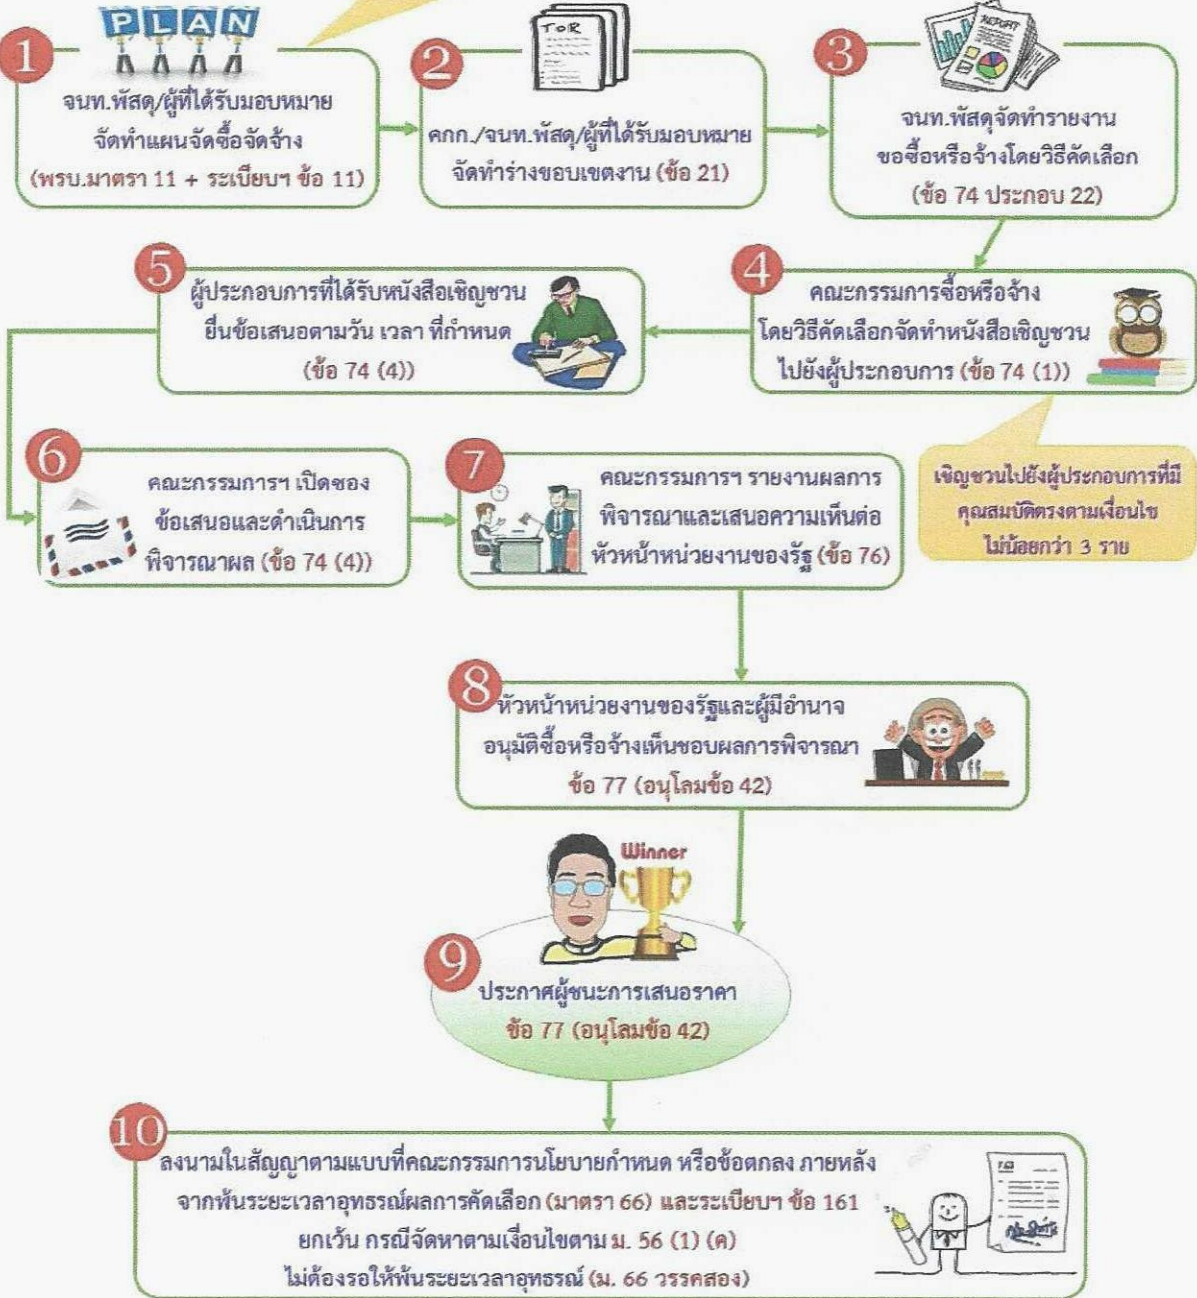 PLAN
1
จนท.พัสดุ/ผู้ที่ได้รับมอบหมาย
จัดทำแผนจัดซื้อจัดจ้าง
(พรบ.มาตรา 11 + ระเบียบฯ ข้อ 11)
TOR
2
คกก./จนท.พัสดุ/ผู้ที่ได้รับมอบหมาย
จัดทำร่างขอบเขตงาน (ข้อ 21)
REPORT
3
จนท.พัสดุจัดทำรายงาน
ขอซื้อหรือจ้างโดยวิธีคัดเลือก
(ข้อ 74 ประกอบ 22)
4
คณะกรรมการซื้อหรือจ้าง
โดยวิธีคัดเลือกจัดทำหนังสือเชิญชวน
ไปยังผู้ประกอบการ (ข้อ 74 (1))
เชิญชวนไปยังผู้ประกอบการที่มี
คุณสมบัติตรงตามเงื่อนไข
ไม่น้อยกว่า 3 ราย
5
ผู้ประกอบการที่ได้รับหนังสือเชิญชวน
ยื่นข้อเสนอตามวัน เวลา ที่กำหนด
(ข้อ 74 (4))
6
คณะกรรมการฯ เปิดซอง
ข้อเสนอและดำเนินการ
พิจารณาผล (ข้อ 74 (4))
7
คณะกรรมการฯ รายงานผลการ
พิจารณาและเสนอความเห็นต่อ
หัวหน้าหน่วยงานของรัฐ (ข้อ 76)
8
หัวหน้าหน่วยงานของรัฐและผู้มีอำนาจ
อนุมัติซื้อหรือจ้างเห็นชอบผลการพิจารณา
ข้อ 77 (อนุโลมข้อ 42)
Winner
9
ประกาศผู้ชนะการเสนอราคา
ข้อ 77 (อนุโลมข้อ 42)
10
ลงนามในสัญญาตามแบบที่คณะกรรมการนโยบายกำหนด หรือข้อตกลง ภายหลัง
จากพ้นระยะเวลาอุทธรณ์ผลการคัดเลือก (มาตรา 66) และระเบียบฯ ข้อ 161
ยกเว้น กรณีจัดหาตามเงื่อนไขตาม ม. 56 (1) (ค)
ไม่ต้องรอให้พ้นระยะเวลาอุทธรณ์ (ม. 66 วรรคสอง)